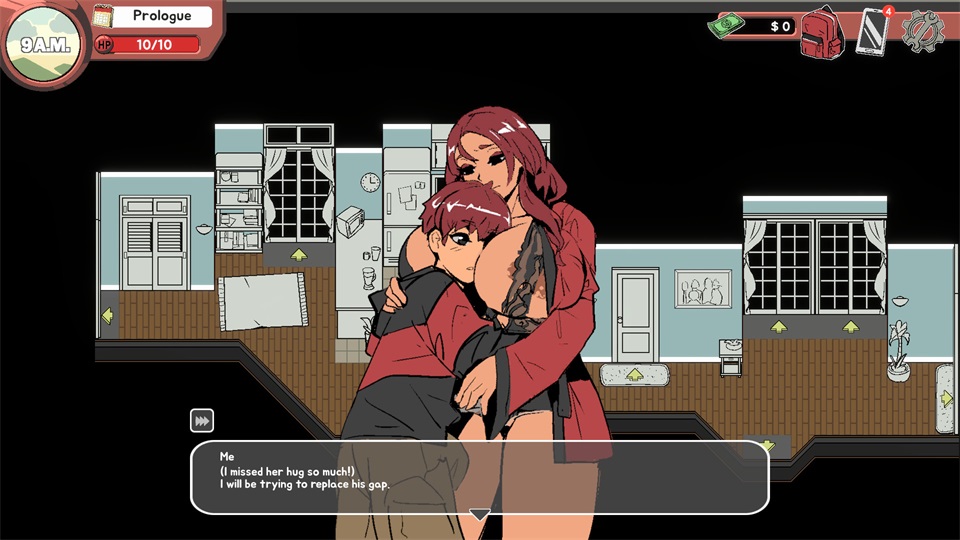 9A.M.
Prologue
HP 10/10
$ 0
4
Me
(I missed her hug so much!)
I will be trying to replace his gap.